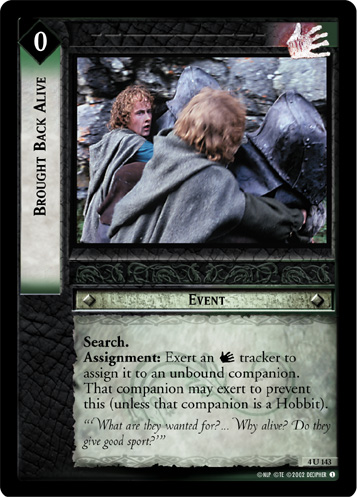 0
BROUGHT BACK ALIVE
EVENT
Search.
Assignment: Exert an tracker to
assign it to an unbound companion.
That companion may exert to prevent
this (unless that companion is a Hobbit).
“‘What are they wanted for?... Why alive? Do they
give good sport?’”
4 U 143
©NLP ©TE ©2002 DECIPHER